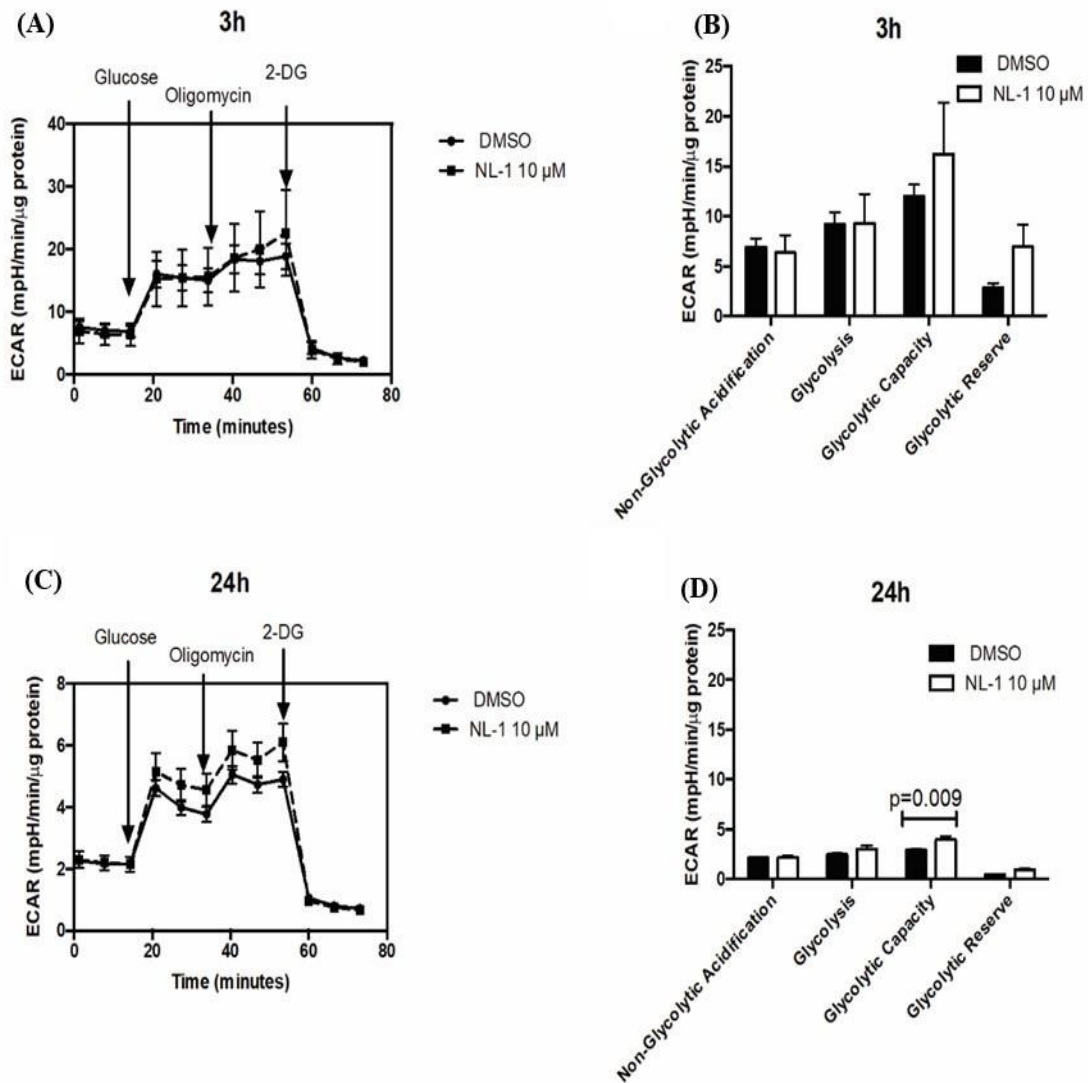 (A)
3h
Glucose
Oligomycin
2-DG
ECAR (mpH/min/µg protein)
40
30
20
10
0
0 20 40 60 80
Time (minutes)
DMSO
NL-1 10 µM
(B)
3h
DMSO
NL-1 10 µM
ECAR (mpH/min/µg protein)
25
20
15
10
5
0
Non-Glycolytic Acidification
Glycolysis
Glycolytic Capacity
Glycolytic Reserve
(C)
24h
Glucose
Oligomycin
2-DG
ECAR (mpH/min/µg protein)
8
6
4
2
0
0 20 40 60 80
Time (minutes)
DMSO
NL-1 10 µM
(D)
24h
DMSO
NL-1 10 µM
ECAR (mpH/min/µg protein)
25
20
15
10
5
0
p=0.009
Non-Glycolytic Acidification
Glycolysis
Glycolytic Capacity
Glycolytic Reserve